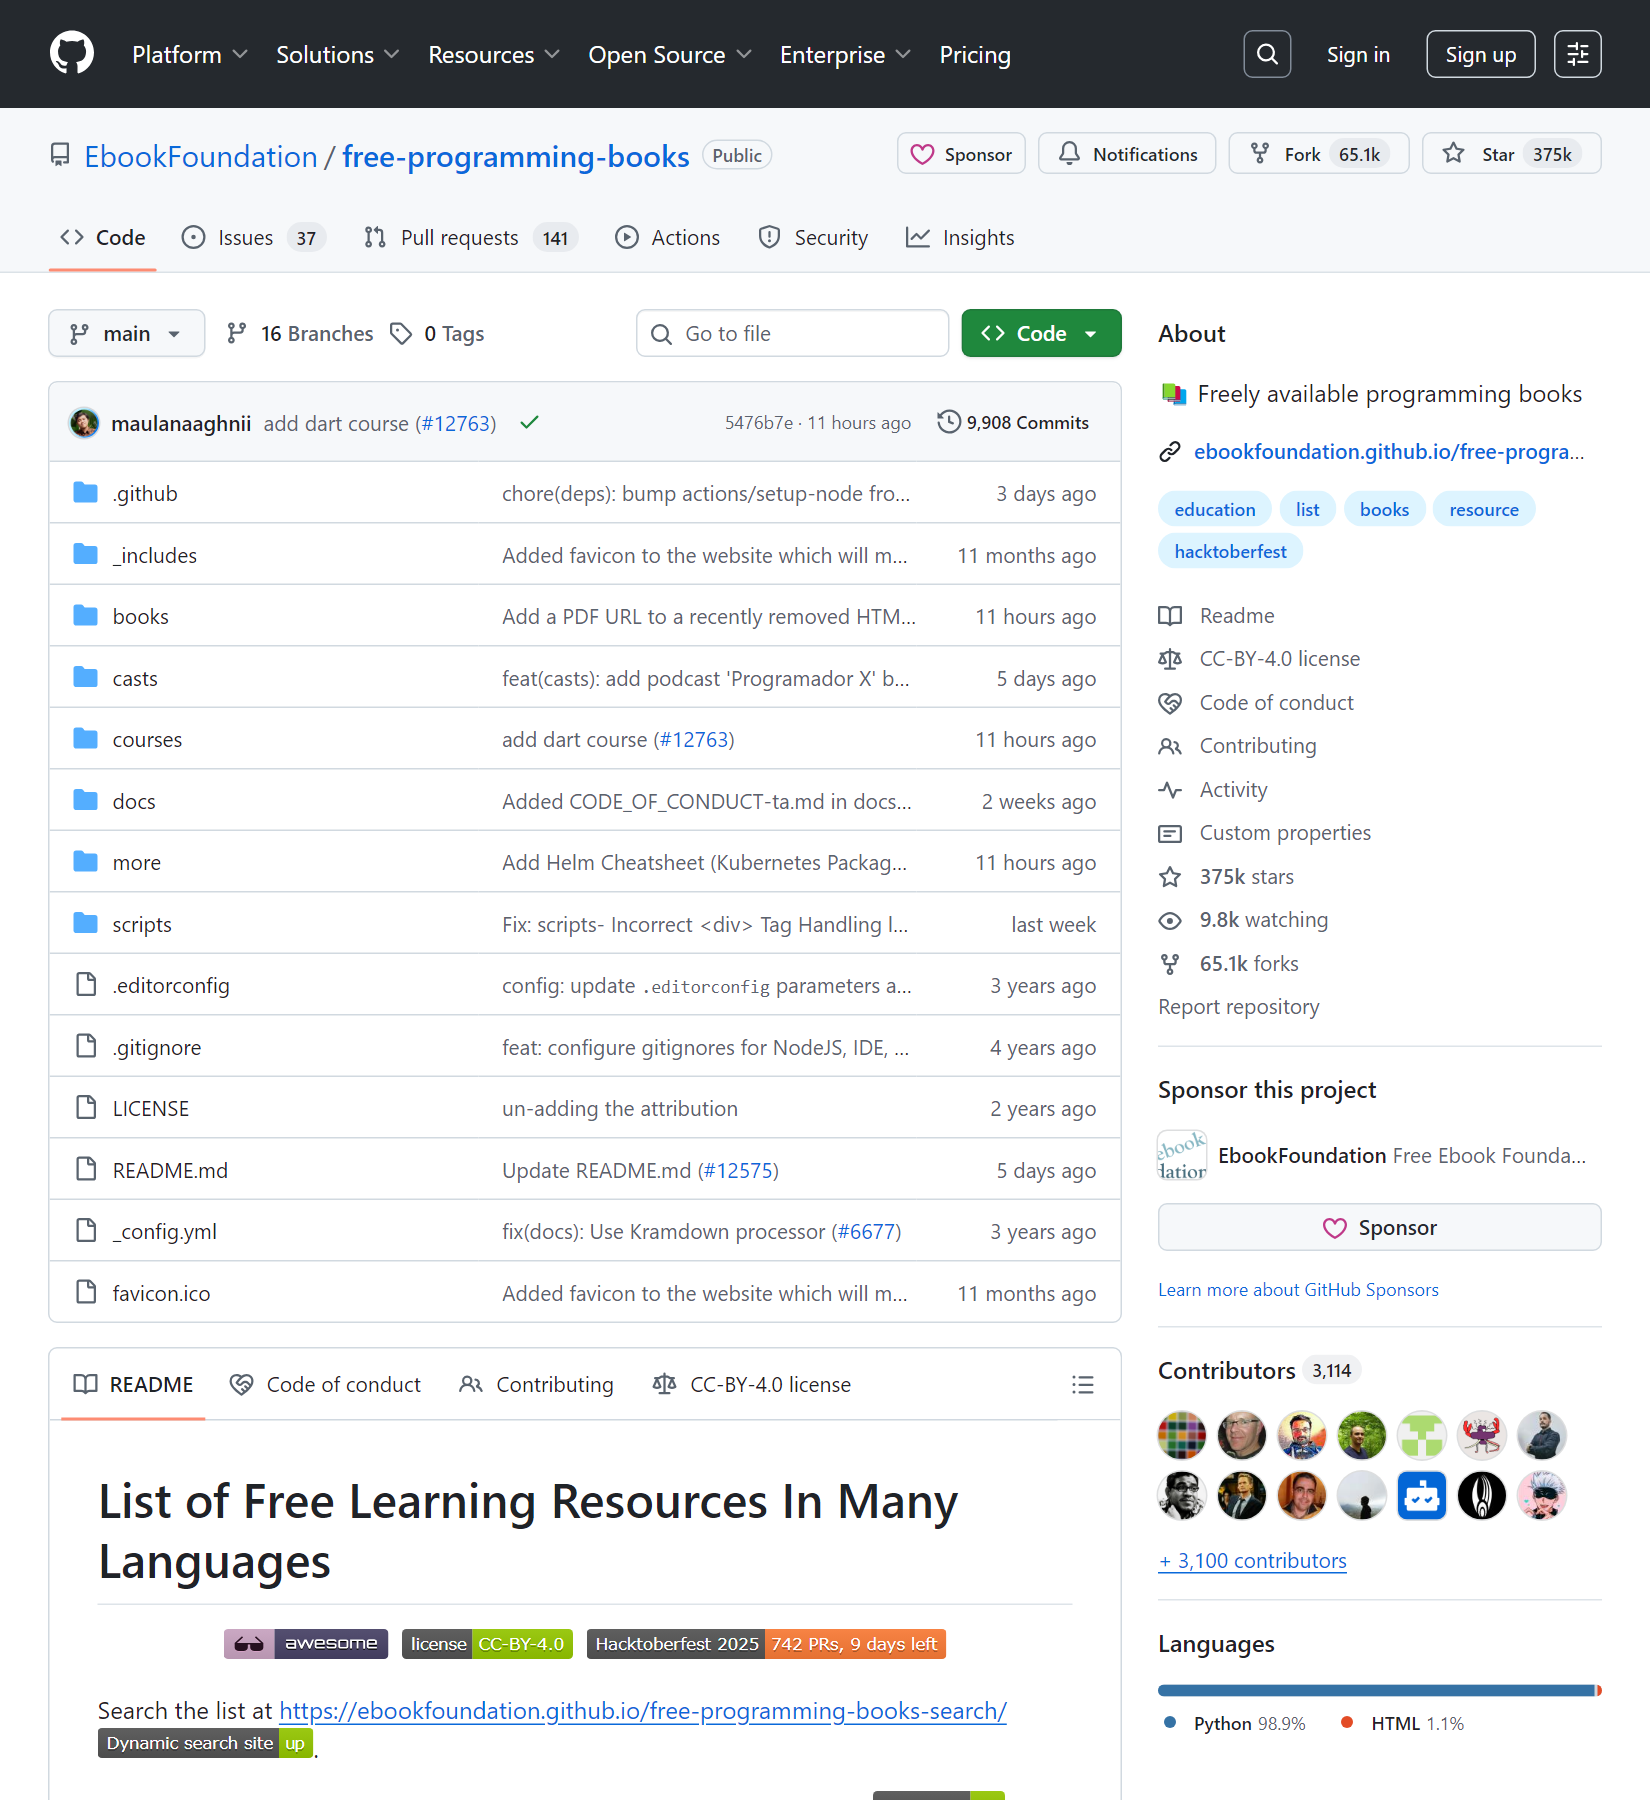 Platform Solutions Resources Open Source Enterprise Pricing Sign in Sign up
EbookFoundation / free-programming-books Public Sponsor Notifications Fork 65.1k Star 375k
Code Issues 37 Pull requests 141 Actions Security Insights
main 16 Branches 0 Tags Go to file Code
maulanaaghnii add dart course (#12763) 5476b7e · 11 hours ago 9,908 Commits
.github chore(deps): bump actions/setup-node fro... 3 days ago
_includes Added favicon to the website which will m... 11 months ago
books Add a PDF URL to a recently removed HTM... 11 hours ago
casts feat(casts): add podcast 'Programador X' b... 5 days ago
courses add dart course (#12763) 11 hours ago
docs Added CODE_OF_CONDUCT-ta.md in docs... 2 weeks ago
more Add Helm Cheatsheet (Kubernetes Packag... 11 hours ago
scripts Fix: scripts- Incorrect <div> Tag Handling l... last week
.editorconfig config: update .editorconfig parameters a... 3 years ago
.gitignore feat: configure gitignores for NodeJS, IDE, ... 4 years ago
LICENSE un-adding the attribution 2 years ago
README.md Update README.md (#12575) 5 days ago
_config.yml fix(docs): Use Kramdown processor (#6677) 3 years ago
favicon.ico Added favicon to the website which will m... 11 months ago
README Code of conduct Contributing CC-BY-4.0 license
List of Free Learning Resources In Many
Languages
awesome license CC-BY-4.0 Hacktoberfest 2025 742 PRs, 9 days left
Search the list at https://ebookfoundation.github.io/free-programming-books-search/
Dynamic search site up .
About
Freely available programming books
ebookfoundation.github.io/free-progra...
education list books resource
hacktoberfest
Readme
CC-BY-4.0 license
Code of conduct
Contributing
Activity
Custom properties
375k stars
9.8k watching
65.1k forks
Report repository
Sponsor this project
ebook
dation
EbookFoundation Free Ebook Founda...
Sponsor
Learn more about GitHub Sponsors
Contributors 3,114
+ 3,100 contributors
Languages
Python 98.9% HTML 1.1%